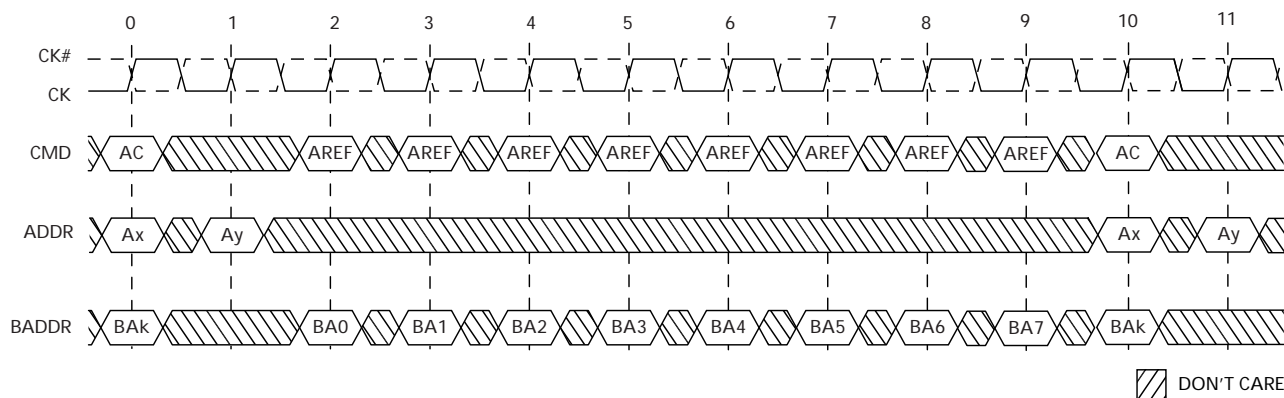 0 1 2 3 4 5 6 7 8 9 10 11
CK#
CK
CMD AC AREF AREF AREF AREF AREF AREF AREF AREF AC
ADDR Ax Ay Ax Ay
BADDR BAk BA0 BA1 BA2 BA3 BA4 BA5 BA6 BA7 BAk
DON'T CARE